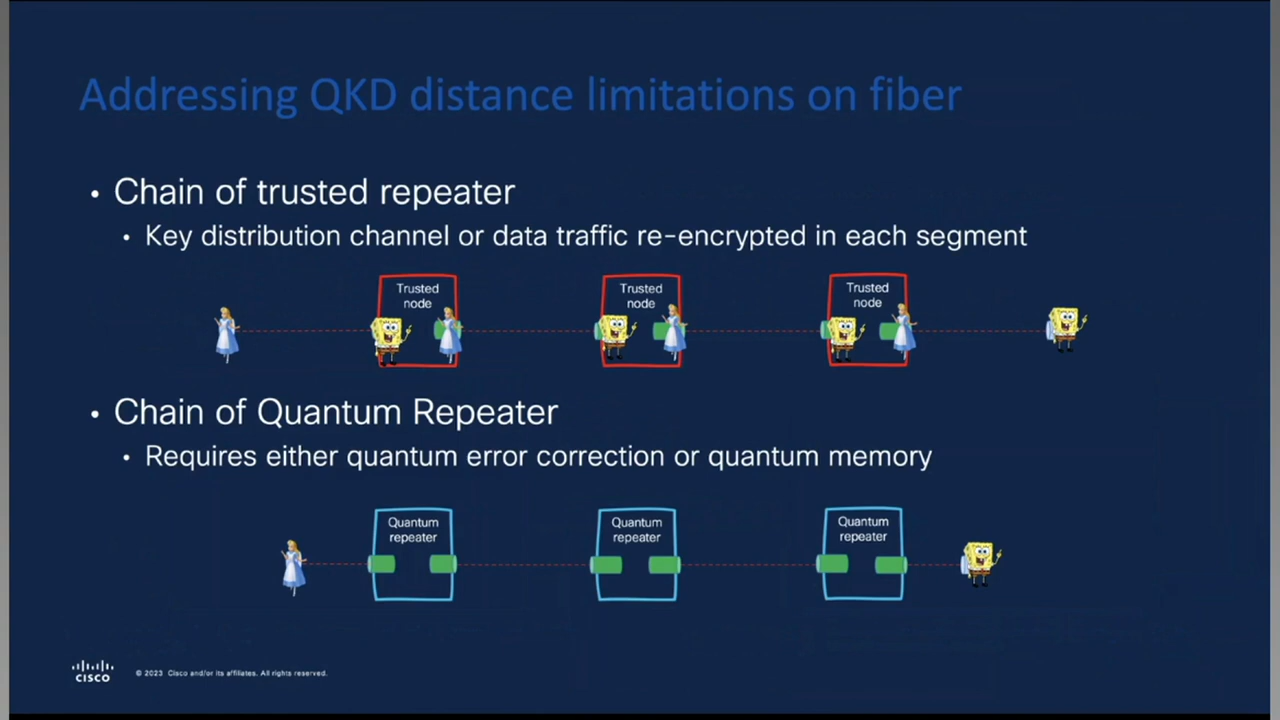 Addressing QKD distance limitations on fiber
• Chain of trusted repeater
• Key distribution channel or data traffic re-encrypted in each segment
Trusted
node
Trusted
node
Trusted
node
• Chain of Quantum Repeater
• Requires either quantum error correction or quantum memory
Quantum
repeater
Quantum
repeater
Quantum
repeater
CISCO
© 2023 Cisco and/or its affiliates. All rights reserved.